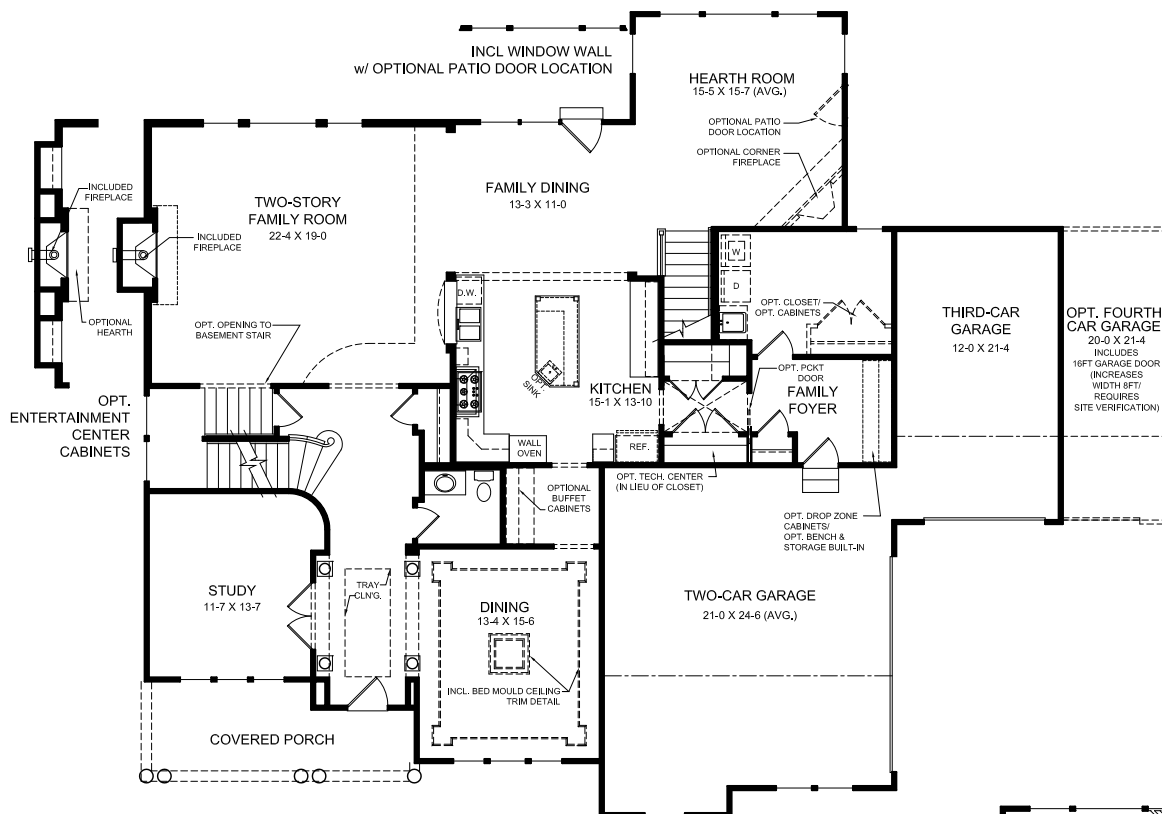 INCL WINDOW WALL
w/ OPTIONAL PATIO DOOR LOCATION
HEARTH ROOM
15-5 X 15-7 (AVG.)
OPTIONAL PATIO
DOOR LOCATION
OPTIONAL CORNER
FIREPLACE
INCLUDED
FIREPLACE
OPTIONAL
HEARTH
INCLUDED
FIREPLACE
TWO-STORY
FAMILY ROOM
22-4 X 19-0
FAMILY DINING
13-3 X 11-0
OPT. OPENING TO
BASEMENT STAIR
OPT.
ENTERTAINMENT
CENTER
CABINETS
D.W.
OPT.
SINK
KITCHEN
15-1 X 13-10
WALL
OVEN
REF.
W
D
OPT. CLOSET/
OPT. CABINETS
OPT. PCKT
DOOR
FAMILY
FOYER
THIRD-CAR
GARAGE
12-0 X 21-4
OPT. FOURTH
CAR GARAGE
20-0 X 21-4
INCLUDES
16FT GARAGE DOOR
(INCREASES
WIDTH 8FT/
REQUIRES
SITE VERIFICATION)
OPTIONAL
BUFFET
CABINETS
OPT. TECH. CENTER
(IN LIEU OF CLOSET)
OPT. DROP ZONE
CABINETS/
OPT. BENCH &
STORAGE BUILT-IN
STUDY
11-7 X 13-7
TRAY
CLN'G.
DINING
13-4 X 15-6
INCL. BED MOULD CEILING
TRIM DETAIL
TWO-CAR GARAGE
21-0 X 24-6 (AVG.)
COVERED PORCH